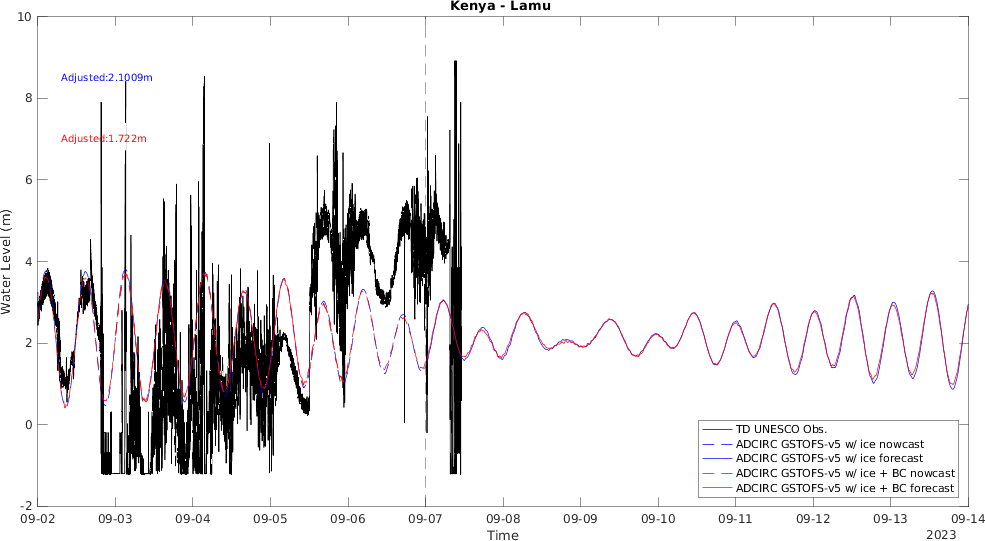 Kenya - Lamu
10
8
6
4
2
0
-2
Water Level (m)
Adjusted:2.1009m
Adjusted:1.722m
TD UNESCO Obs.
ADCIRC GSTOFS-v5 w/ ice nowcast
ADCIRC GSTOFS-v5 w/ ice forecast
ADCIRC GSTOFS-v5 w/ ice + BC nowcast
ADCIRC GSTOFS-v5 w/ ice + BC forecast
09-02 09-03 09-04 09-05 09-06 09-07 09-08 09-09 09-10 09-11 09-12 09-13 09-14
Time
2023